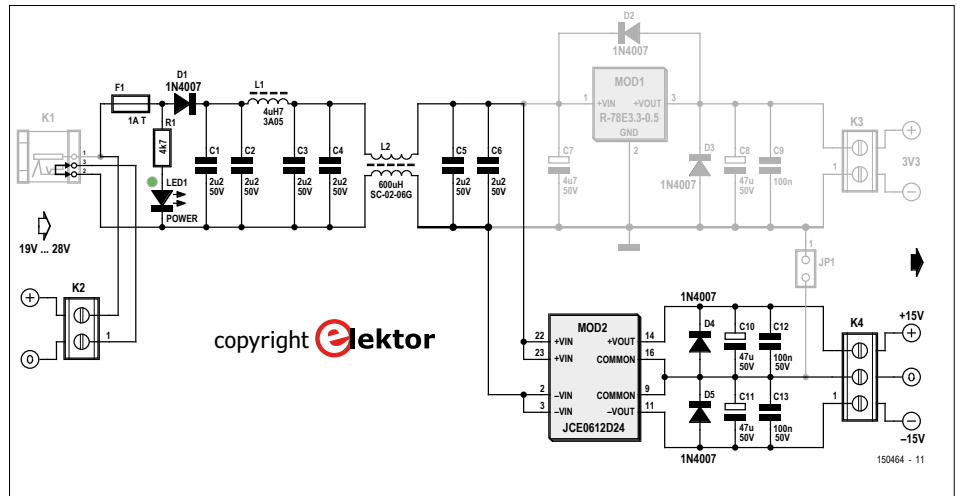 D2
1N4007
MOD1
1
+VIN
+VOUT
3
R-78E3.3-0.5
GND
2
D1
1N4007
F1
1A T
L1
4uH7
3A05
K1
1
3
2
R1
4k7
LED1
POWER
C1
2u2
50V
C2
2u2
50V
C3
2u2
50V
C4
2u2
50V
L2
600uH
SC-02-06G
C5
2u2
50V
C6
2u2
50V
C7
4u7
50V
D3
1N4007
C8
47u
50V
C9
100n
K3
+
3V3
1
–
19V ... 28V
K2
+
1
0
copyright elektor
1
JP1
MOD2
22
+VIN
+VOUT
14
23
+VIN
COMMON
16
2
–VIN
COMMON
9
3
–VIN
–VOUT
11
JCE0612D24
1N4007
D4
C10
47u
50V
C12
100n
50V
D5
C11
47u
50V
C13
100n
50V
1N4007
K4
+15V
+
0
1
–
–15V
150464 - 11